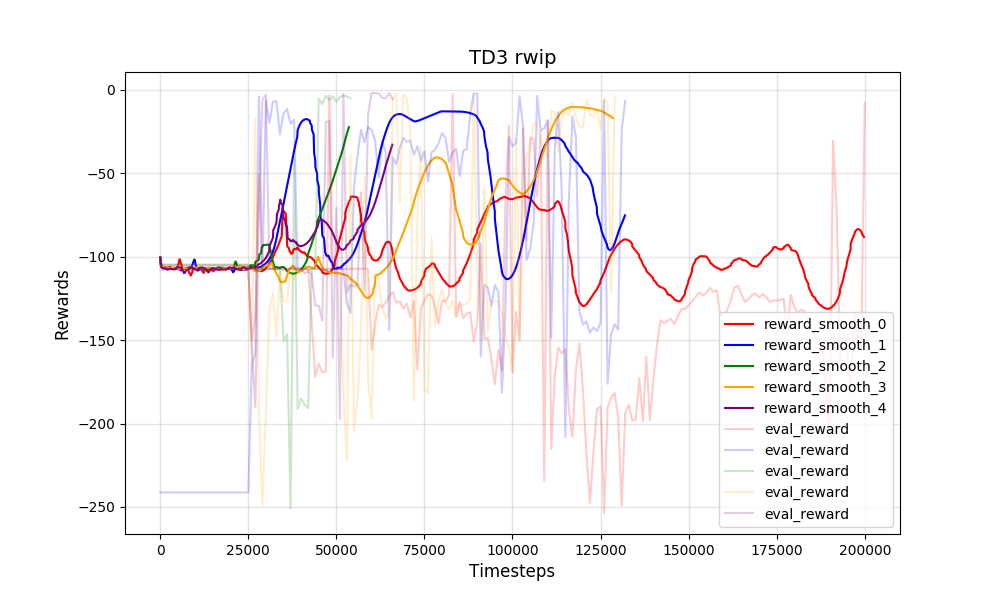 TD3 rwip
Rewards
0
−50
−100
−150
−200
−250
0
25000
50000
75000
100000
125000
150000
175000
200000
Timesteps
reward_smooth_0
reward_smooth_1
reward_smooth_2
reward_smooth_3
reward_smooth_4
eval_reward
eval_reward
eval_reward
eval_reward
eval_reward